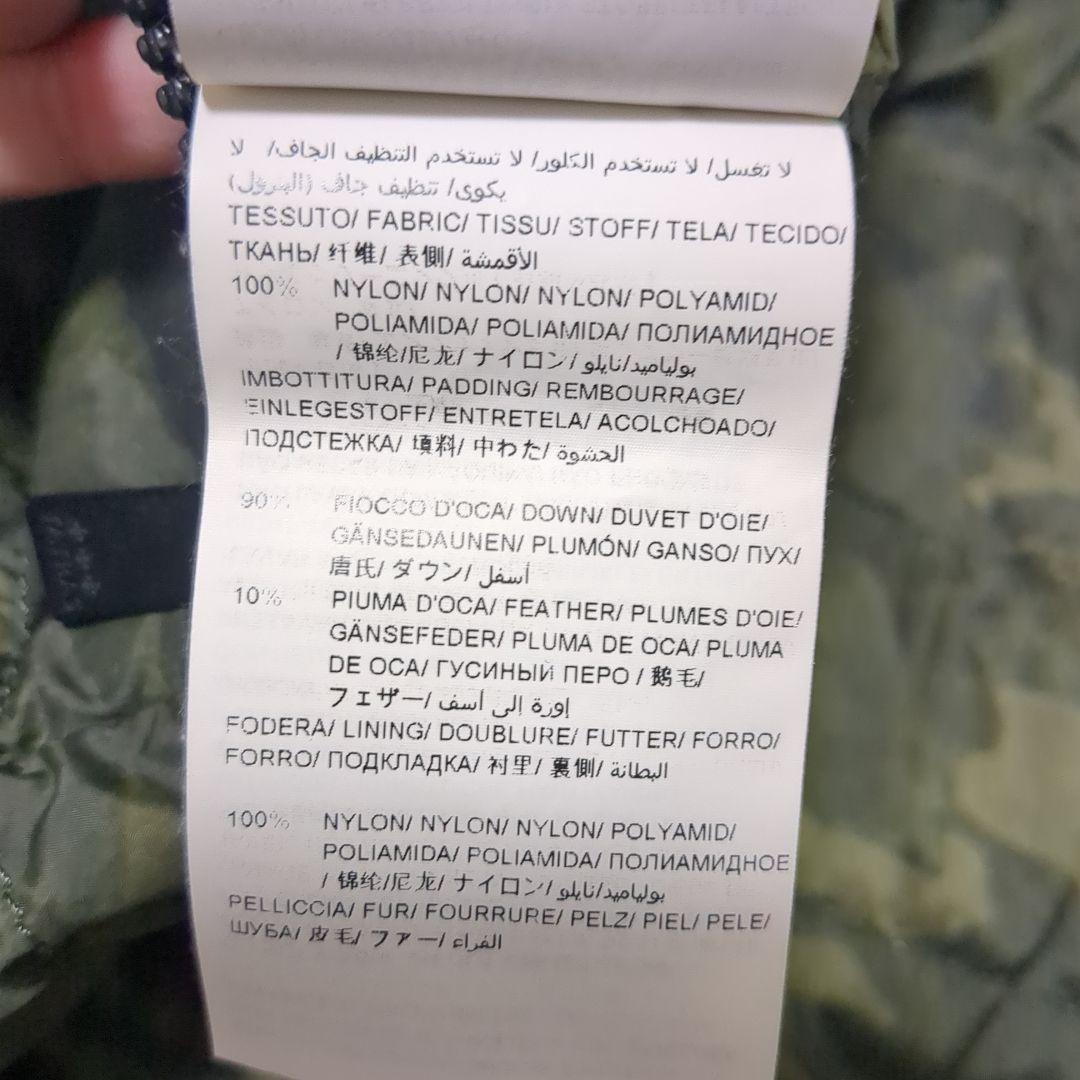 لا تغسل/ لا تستخدم الكلور/ لا تستخدم التنظيف الجاف/ لا
يكوى/ تنظيف جاف (البترول)
TESSUTO/ FABRIC/ TISSU/ STOFF/ TELA/ TECIDO/
ТКАНЬ/ 纤维/ 表側/ الأقمشة
100% NYLON/ NYLON/ NYLON/ POLYAMID/
POLIAMIDA/ POLIAMIDA/ ПОЛИАМИДНОЕ
/ 锦纶/尼龙/ ナイロン/ بولياميد/نايلو
IMBOTTITURA/ PADDING/ REMBOURRAGE/
EINLEGESTOFF/ ENTRETELA/ ACOLCHOADO/
ПОДСТЕЖКА/ 填料/ 中わた/ الحشوة
90% FIOCCO D'OCA/ DOWN/ DUVET D'OIE/
GÄNSEDAUNEN/ PLUMÓN/ GANSO/ ПУХ/
唐氏/ ダウン/ أسفل
10% PIUMA D'OCA/ FEATHER/ PLUMES D'OIE/
GÄNSEFEDER/ PLUMA DE OCA/ PLUMA
DE OCA/ ГУСИНЫЙ ПЕРО / 鹅毛/
フェザー/ إوزة إلى أسف
FODERA/ LINING/ DOUBLURE/ FUTTER/ FORRO/
FORRO/ ПОДКЛАДКА/ 衬里/ 裏側/ البطانة
100% NYLON/ NYLON/ NYLON/ POLYAMID/
POLIAMIDA/ POLIAMIDA/ ПОЛИАМИДНОЕ
/ 锦纶/尼龙/ ナイロン/ بولياميد/نايلو
PELLICCIA/ FUR/ FOURRURE/ PELZ/ PIEL/ PELE/
ШУБА/ 皮毛/ ファー/ الفراء